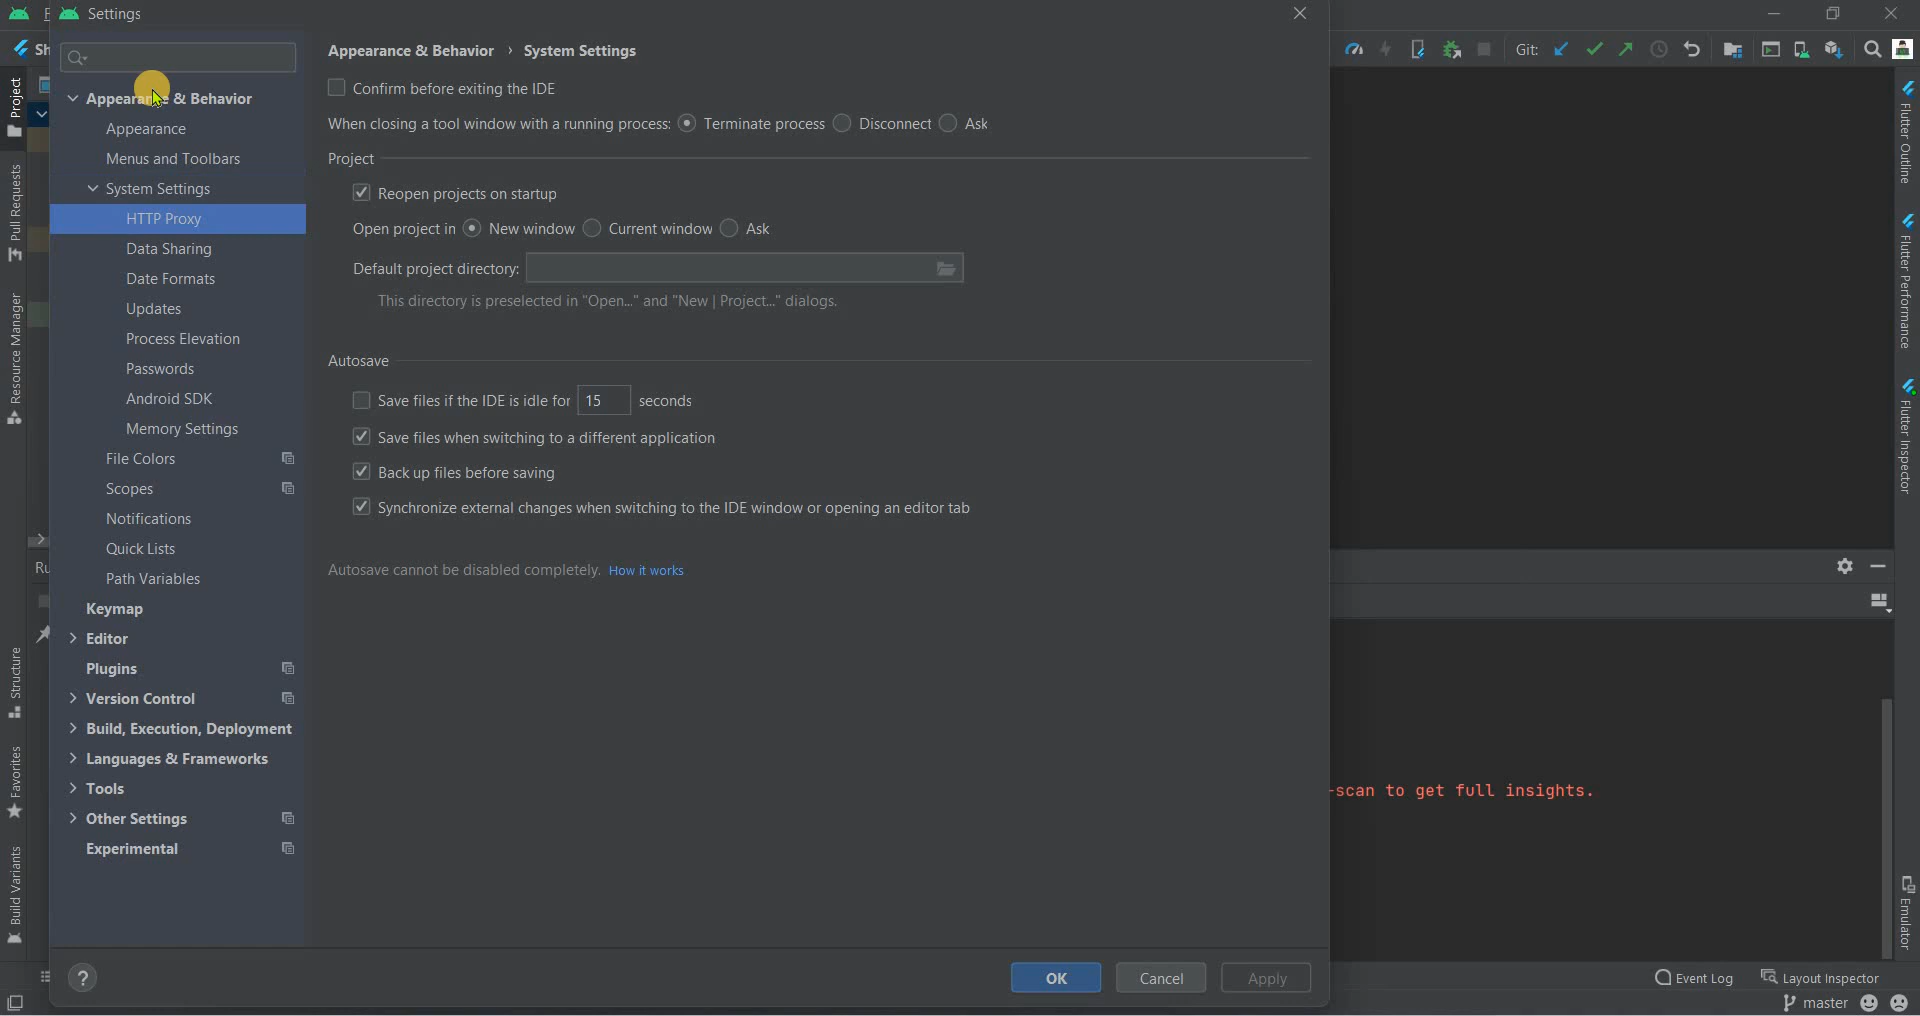 Settings
Git:
Appearance & Behavior
Appearance
Menus and Toolbars
System Settings
HTTP Proxy
Data Sharing
Date Formats
Updates
Process Elevation
Passwords
Android SDK
Memory Settings
File Colors
Scopes
Notifications
Quick Lists
Path Variables
Keymap
Editor
Plugins
Version Control
Build, Execution, Deployment
Languages & Frameworks
Tools
Other Settings
Experimental
Appearance & Behavior › System Settings
Confirm before exiting the IDE
When closing a tool window with a running process: Terminate process Disconnect Ask
Project
Reopen projects on startup
Open project in New window Current window Ask
Default project directory:
This directory is preselected in "Open..." and "New | Project..." dialogs.
Autosave
Save files if the IDE is idle for 15 seconds
Save files when switching to a different application
Back up files before saving
Synchronize external changes when switching to the IDE window or opening an editor tab
Autosave cannot be disabled completely. How it works
? OK Cancel Apply
Project
Pull Requests
Resource Manager
Structure
Favorites
Build Variants
Flutter Outline
Flutter Performance
Flutter Inspector
Emulator
-scan to get full insights.
Event Log Layout Inspector
master